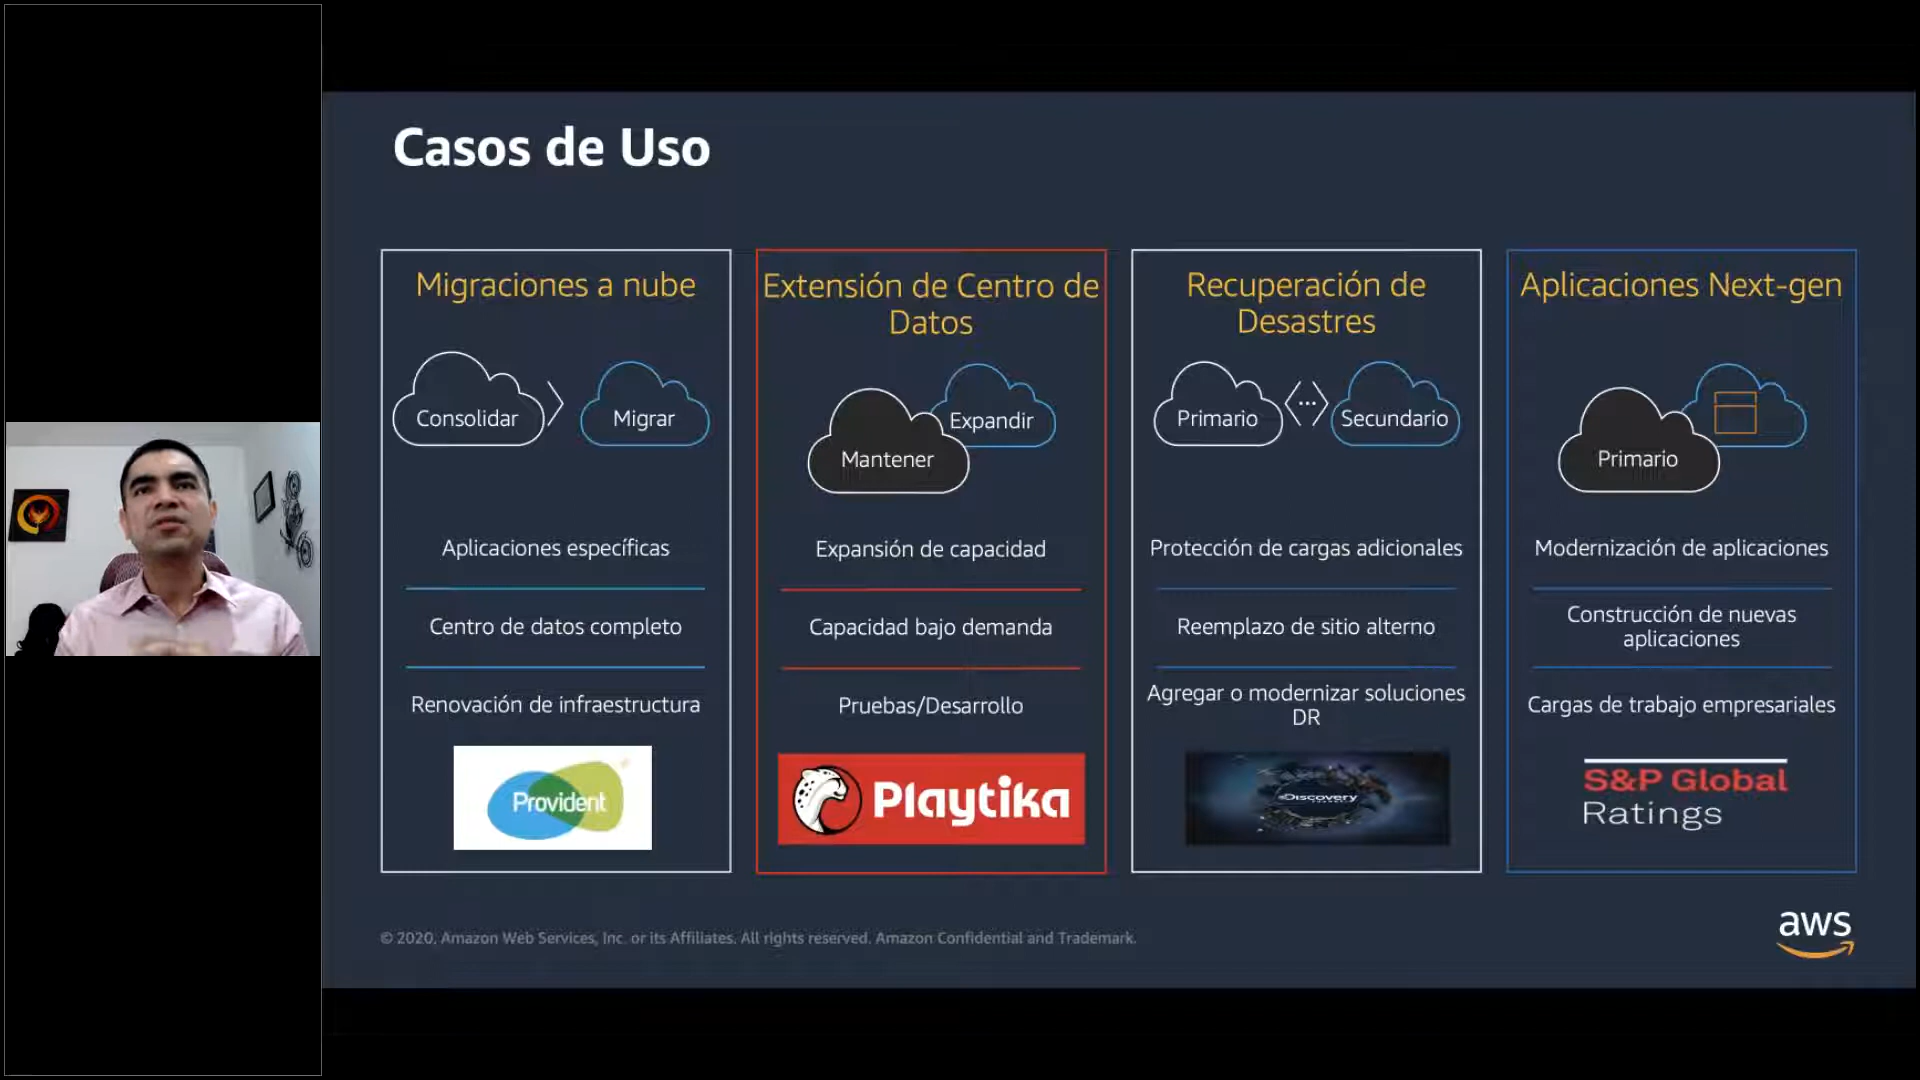 Casos de Uso
Migraciones a nube
Consolidar
Migrar
Aplicaciones específicas
Centro de datos completo
Renovación de infraestructura
Provident
Extensión de Centro de
Datos
Expandir
Mantener
Expansión de capacidad
Capacidad bajo demanda
Pruebas/Desarrollo
Playtika
Recuperación de
Desastres
Primario
...
Secundario
Protección de cargas adicionales
Reemplazo de sitio alterno
Agregar o modernizar soluciones
DR
Discovery
Aplicaciones Next-gen
Primario
Modernización de aplicaciones
Construcción de nuevas
aplicaciones
Cargas de trabajo empresariales
S&P Global
Ratings
© 2020, Amazon Web Services, Inc. or its Affiliates. All rights reserved. Amazon Confidential and Trademark.
aws